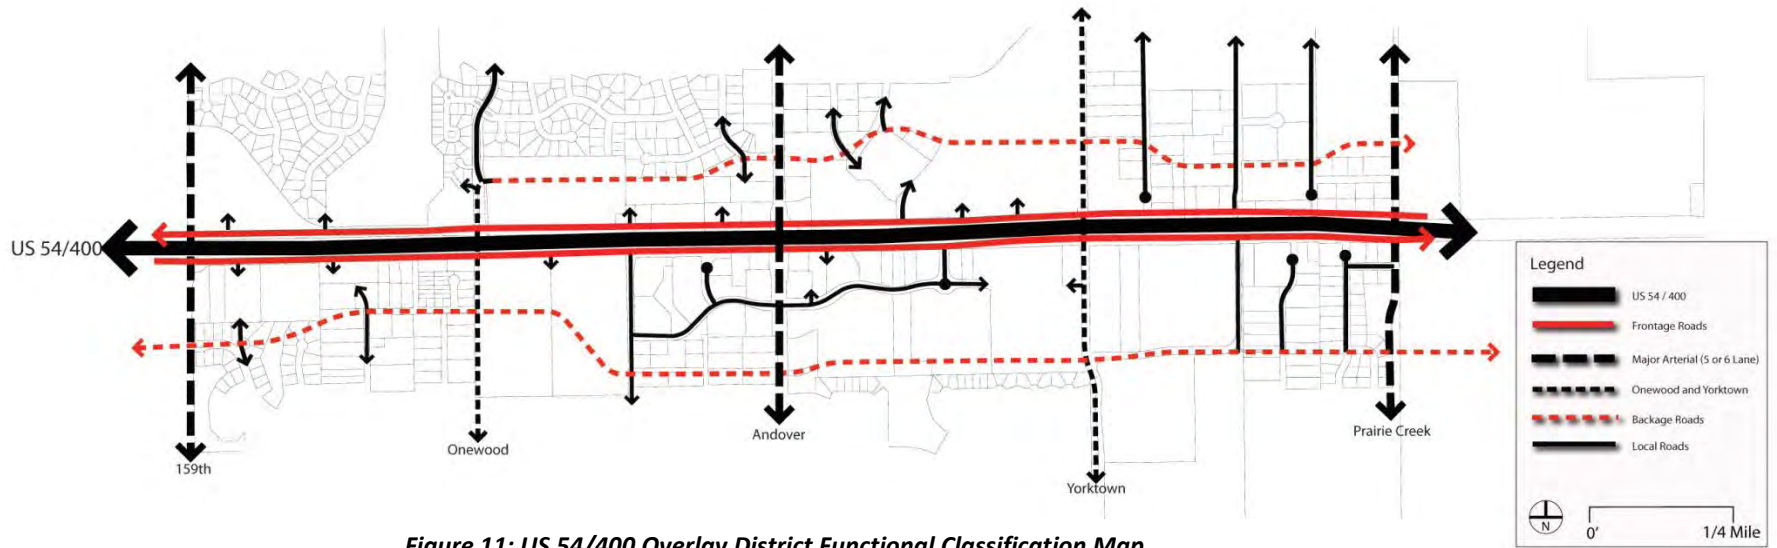 US 54/400
159th
Onewood
Andover
Yorktown
Prairie Creek
Legend
US 54 / 400
Frontage Roads
Major Arterial (5 or 6 Lane)
Onewood and Yorktown
Backage Roads
Local Roads
N
0'
1/4 Mile
Figure 11: US 54/400 Overlay District Functional Classification Map